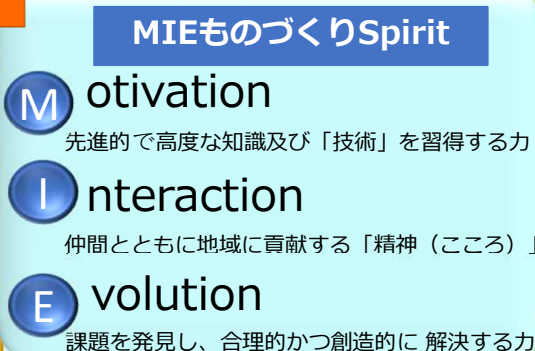 MIEものづくりSpirit
Motivation
先進的で高度な知識及び「技術」を習得する力
Interaction
仲間とともに地域に貢献する「精神（こころ）」
Evolution
課題を発見し、合理的かつ創造的に 解決する力